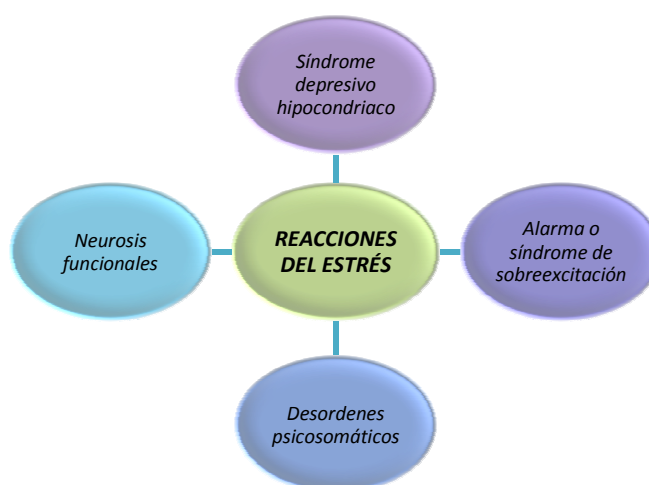 Síndrome
depresivo
hipocondriaco
Neurosis
funcionales
REACCIONES
DEL ESTRÉS
Alarma o
síndrome de
sobreexcitación
Desordenes
psicosomáticos